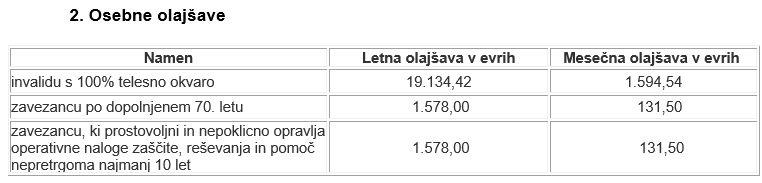 2. Osebne olajšave
Namen Letna olajšava v evrih Mesečna olajšava v evrih
invalidu s 100% telesno okvaro 19.134,42 1.594,54
zavezancu po dopolnjenem 70. letu 1.578,00 131,50
zavezancu, ki prostovoljni in nepoklicno opravlja
operativne naloge zaščite, reševanja in pomoč 1.578,00 131,50
nepretrgoma najmanj 10 let